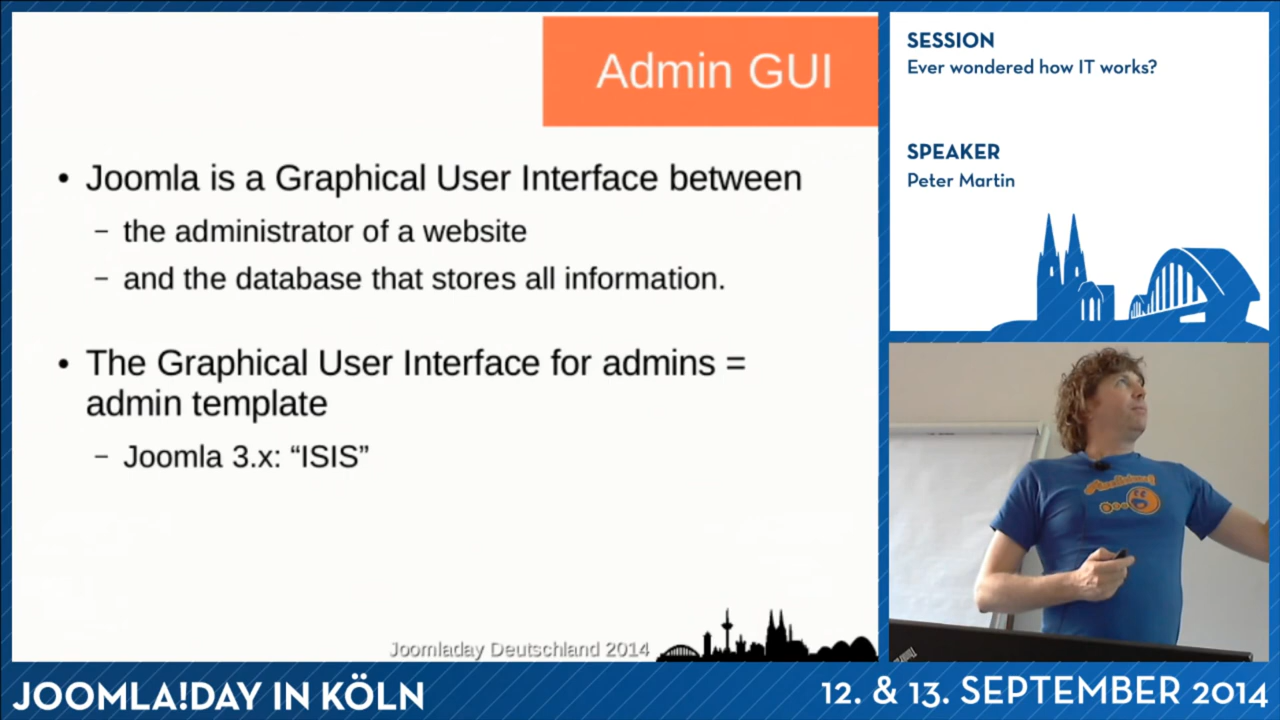 Admin GUI
• Joomla is a Graphical User Interface between
– the administrator of a website
– and the database that stores all information.
• The Graphical User Interface for admins =
admin template
– Joomla 3.x: “ISIS”
Joomladay Deutschland 2014
SESSION
Ever wondered how IT works?
SPEAKER
Peter Martin
JOOMLA!DAY IN KÖLN
12. & 13. SEPTEMBER 2014